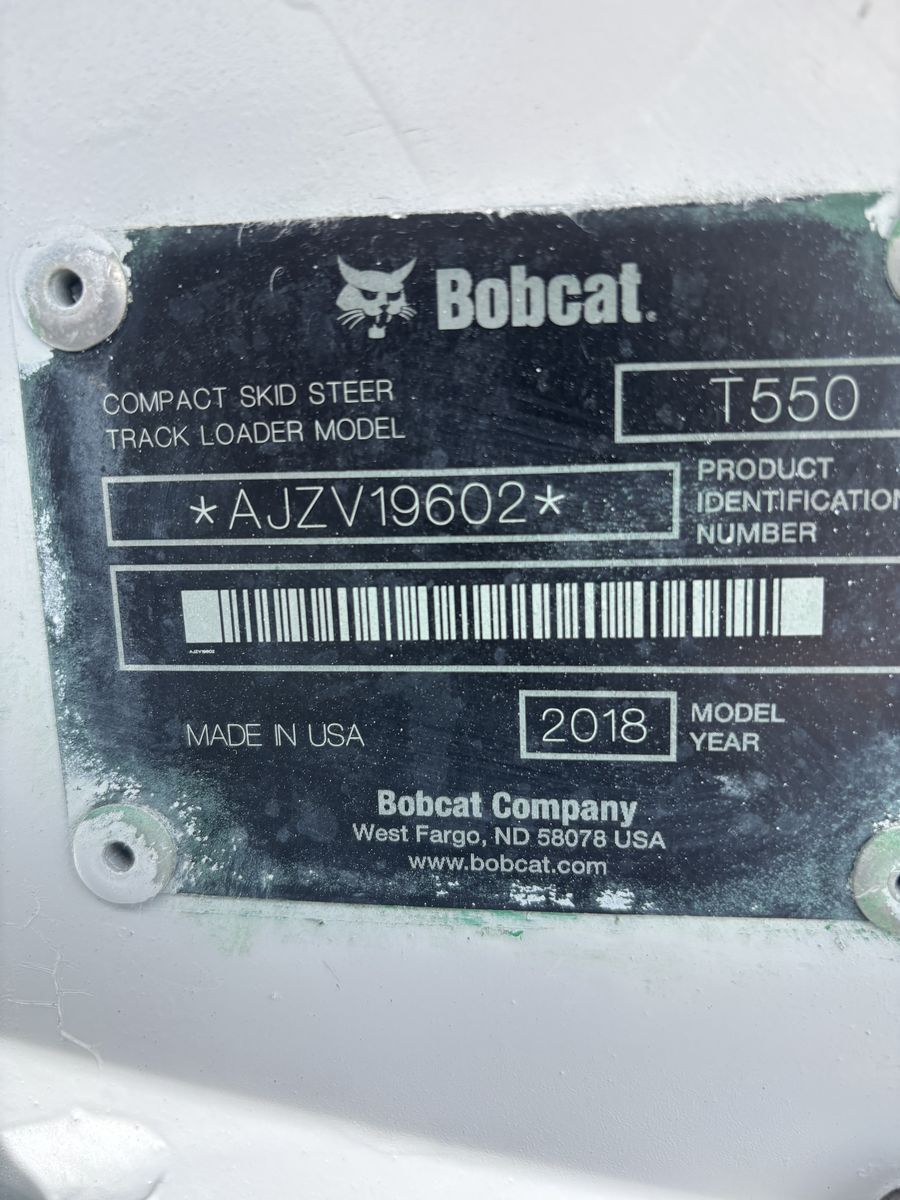 Bobcat.
COMPACT SKID STEER
TRACK LOADER MODEL
T550
*AJZV19602*
PRODUCT
IDENTIFICATION
NUMBER
AJZV19602
MADE IN USA
2018
MODEL
YEAR
Bobcat Company
West Fargo, ND 58078 USA
www.bobcat.com